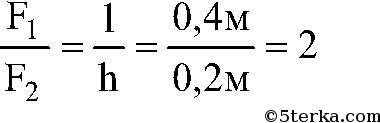 F₁/F₂ = l/h = 0,4м/0,2м = 2
©5terka.com